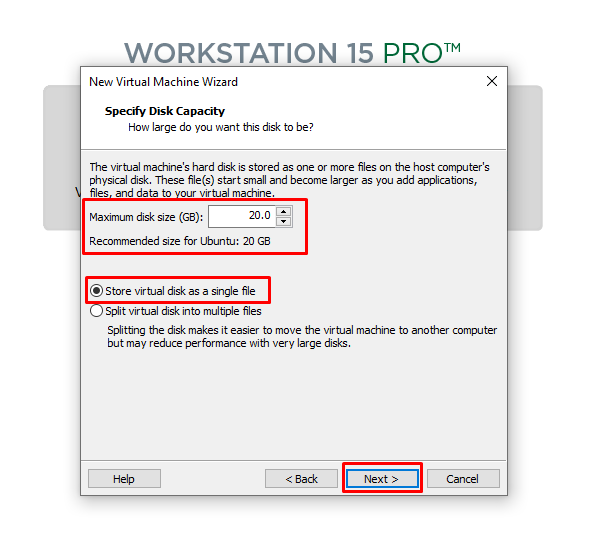 WORKSTATION 15 PRO™
New Virtual Machine Wizard
Specify Disk Capacity
How large do you want this disk to be?
The virtual machine's hard disk is stored as one or more files on the host computer's
physical disk. These file(s) start small and become larger as you add applications,
files, and data to your virtual machine.
Maximum disk size (GB): 20.0
Recommended size for Ubuntu: 20 GB
Store virtual disk as a single file
Split virtual disk into multiple files
Splitting the disk makes it easier to move the virtual machine to another computer
but may reduce performance with very large disks.
Help < Back Next > Cancel